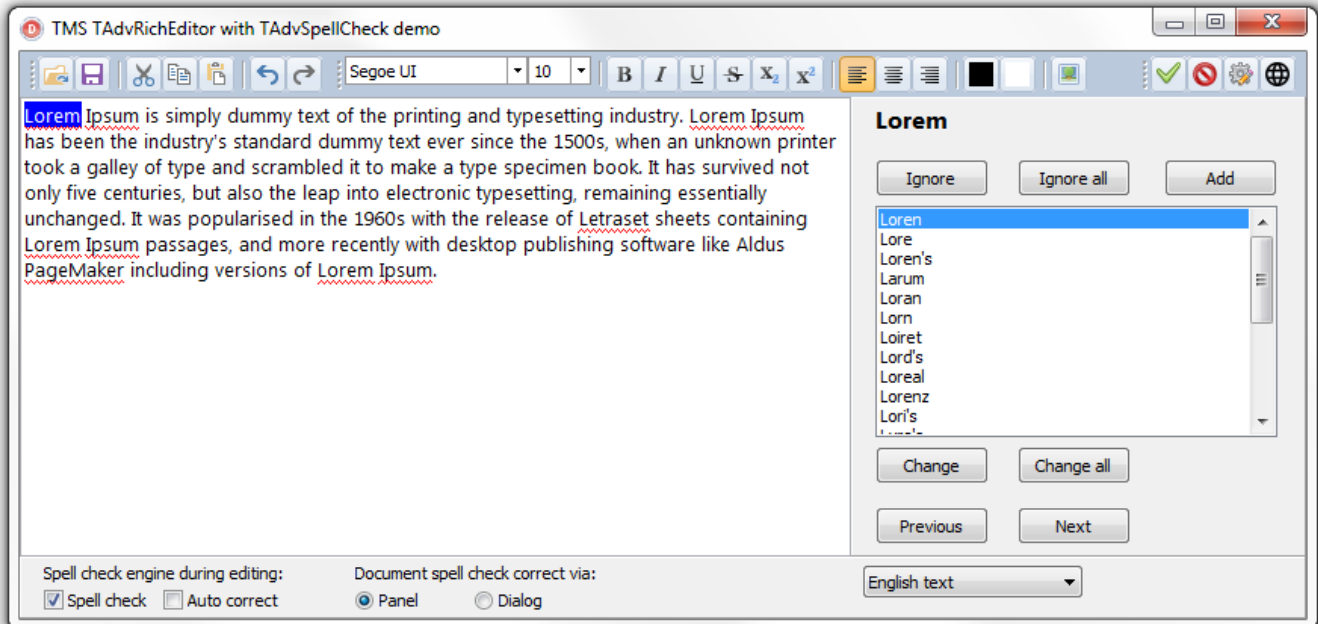 TMS TAdvRichEditor with TAdvSpellCheck demo
Segoe UI 10 B I U S X₂ x²
Lorem Ipsum is simply dummy text of the printing and typesetting industry. Lorem Ipsum
has been the industry's standard dummy text ever since the 1500s, when an unknown printer
took a galley of type and scrambled it to make a type specimen book. It has survived not
only five centuries, but also the leap into electronic typesetting, remaining essentially
unchanged. It was popularised in the 1960s with the release of Letraset sheets containing
Lorem Ipsum passages, and more recently with desktop publishing software like Aldus
PageMaker including versions of Lorem Ipsum.
Lorem
Ignore Ignore all Add
Loren
Lore
Loren's
Larum
Loran
Lorn
Loiret
Lord's
Loreal
Lorenz
Lori's
Change Change all
Previous Next
Spell check engine during editing:
Spell check Auto correct
Document spell check correct via:
Panel Dialog
English text